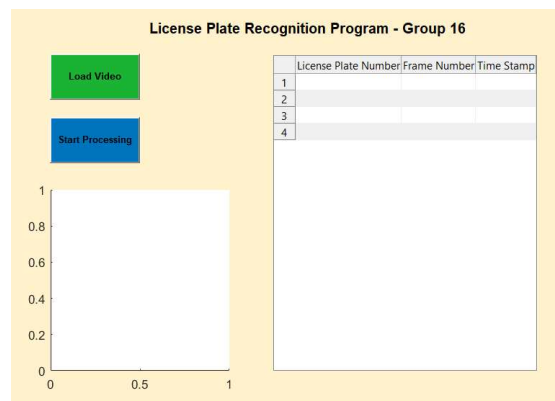 License Plate Recognition Program - Group 16
Load Video
Start Processing
License Plate Number Frame Number Time Stamp
1
2
3
4
1
0.8
0.6
0.4
0.2
0
0 0.5 1